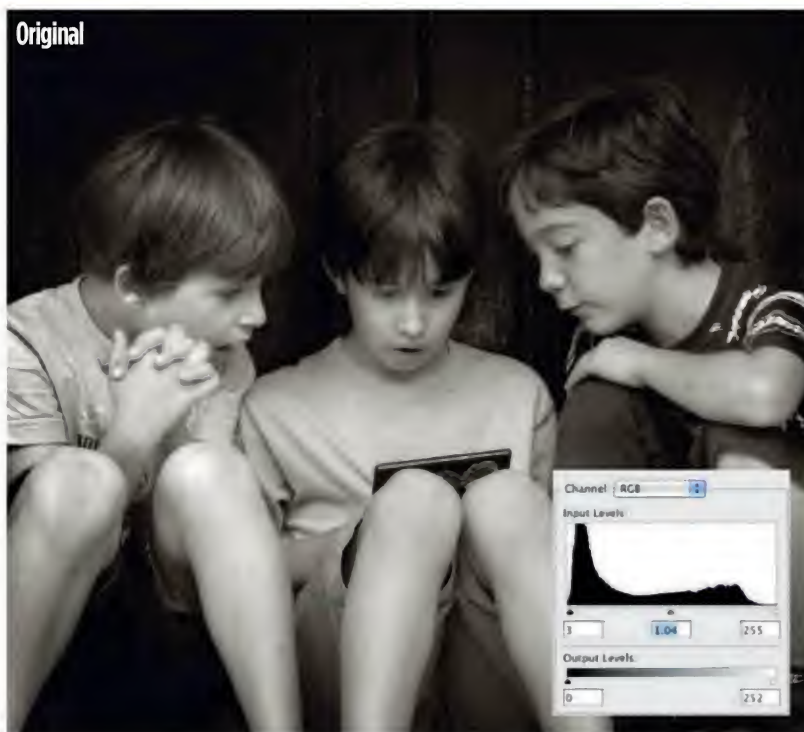 Original
Channel: RGB
Input Levels:
3 1.04 255
Output Levels:
0 252